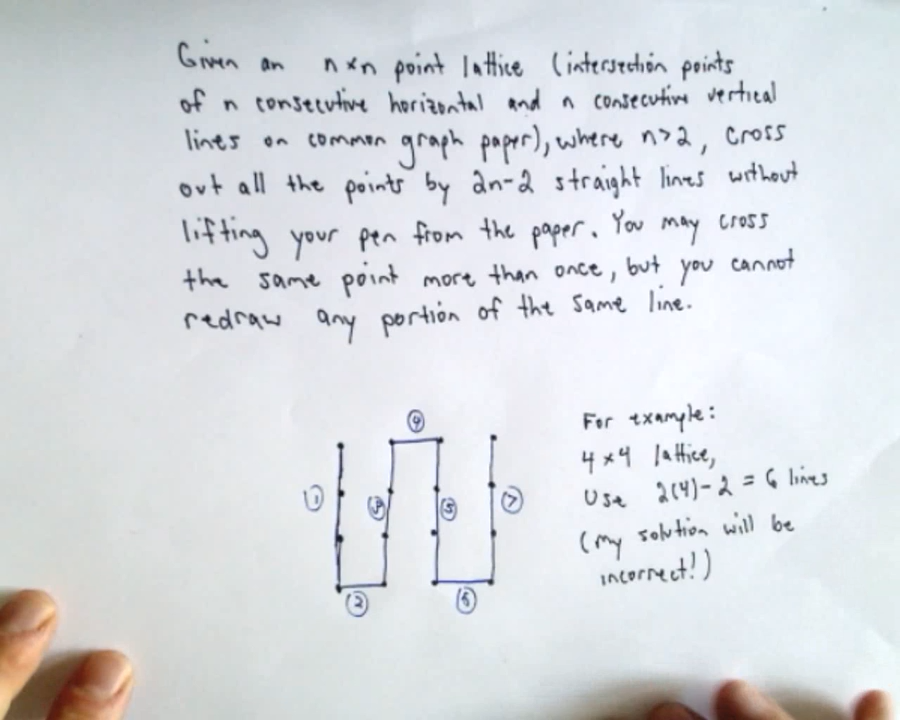 Given an n×n point lattice (intersection points
of n consecutive horizontal and n consecutive vertical
lines on common graph paper), where n>2, cross
out all the points by 2n-2 straight lines without
lifting your pen from the paper. You may cross
the same point more than once, but you cannot
redraw any portion of the same line.
For example:
4×4 lattice,
Use 2(4)-2 = 6 lines
(my solution will be
incorrect!)
4
1
3
5
7
2
6